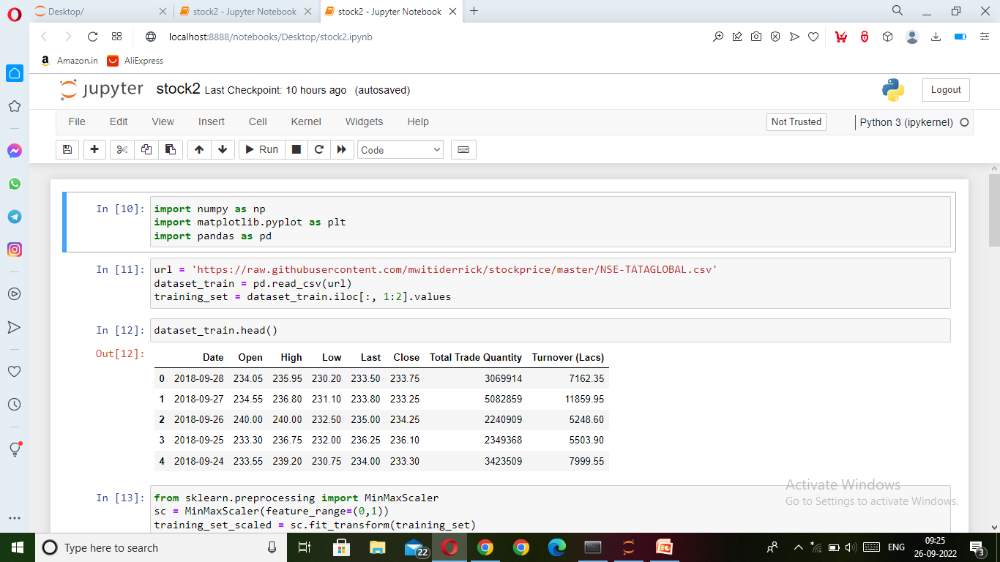 Desktop/
stock2 - Jupyter Notebook
stock2 - Jupyter Notebook
localhost:8888/notebooks/Desktop/stock2.ipynb
a Amazon.in AliExpress
jupyter stock2 Last Checkpoint: 10 hours ago (autosaved)
Logout
File Edit View Insert Cell Kernel Widgets Help
Not Trusted
Python 3 (ipykernel)
Run
Code
In [10]: import numpy as np
import matplotlib.pyplot as plt
import pandas as pd
In [11]: url = 'https://raw.githubusercontent.com/mwitiderrick/stockprice/master/NSE-TATAGLOBAL.csv'
dataset_train = pd.read_csv(url)
training_set = dataset_train.iloc[:, 1:2].values
In [12]: dataset_train.head()
Out[12]:
Date Open High Low Last Close Total Trade Quantity Turnover (Lacs)
0 2018-09-28 234.05 235.95 230.20 233.50 233.75 3069914 7162.35
1 2018-09-27 234.55 236.80 231.10 233.80 233.25 5082859 11859.95
2 2018-09-26 240.00 240.00 232.50 235.00 234.25 2240909 5248.60
3 2018-09-25 233.30 236.75 232.00 236.25 236.10 2349368 5503.90
4 2018-09-24 233.55 239.20 230.75 234.00 233.30 3423509 7999.55
In [13]: from sklearn.preprocessing import MinMaxScaler
sc = MinMaxScaler(feature_range=(0,1))
training_set_scaled = sc.fit_transform(training_set)
Activate Windows
Go to Settings to activate Windows.
Type here to search
22
ENG
09:25
26-09-2022
3